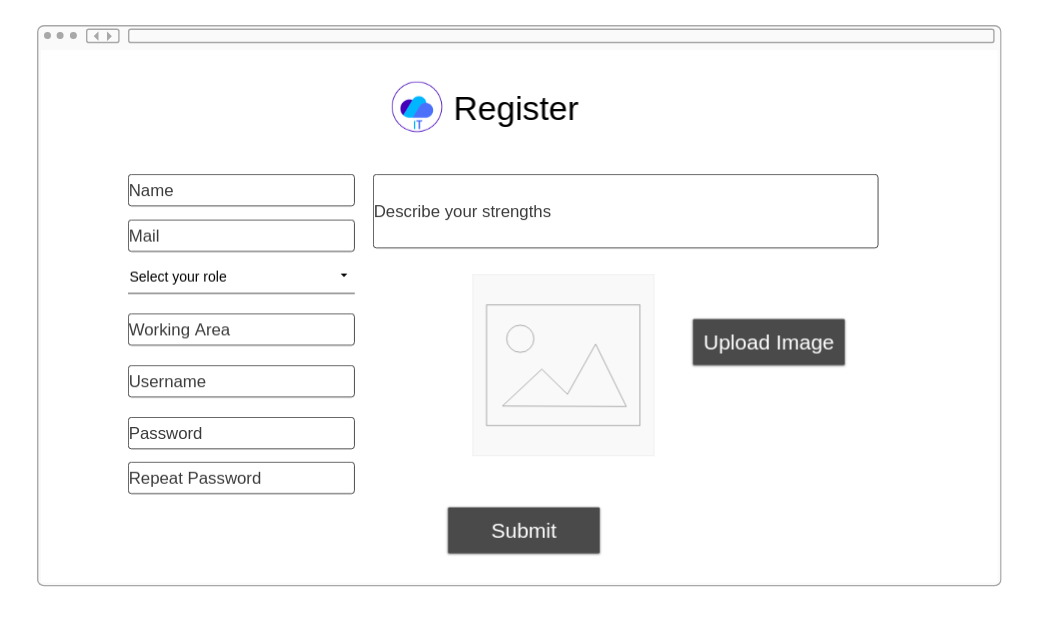 IT
Register
Name
Mail
Select your role
Working Area
Username
Password
Repeat Password
Describe your strengths
Upload Image
Submit